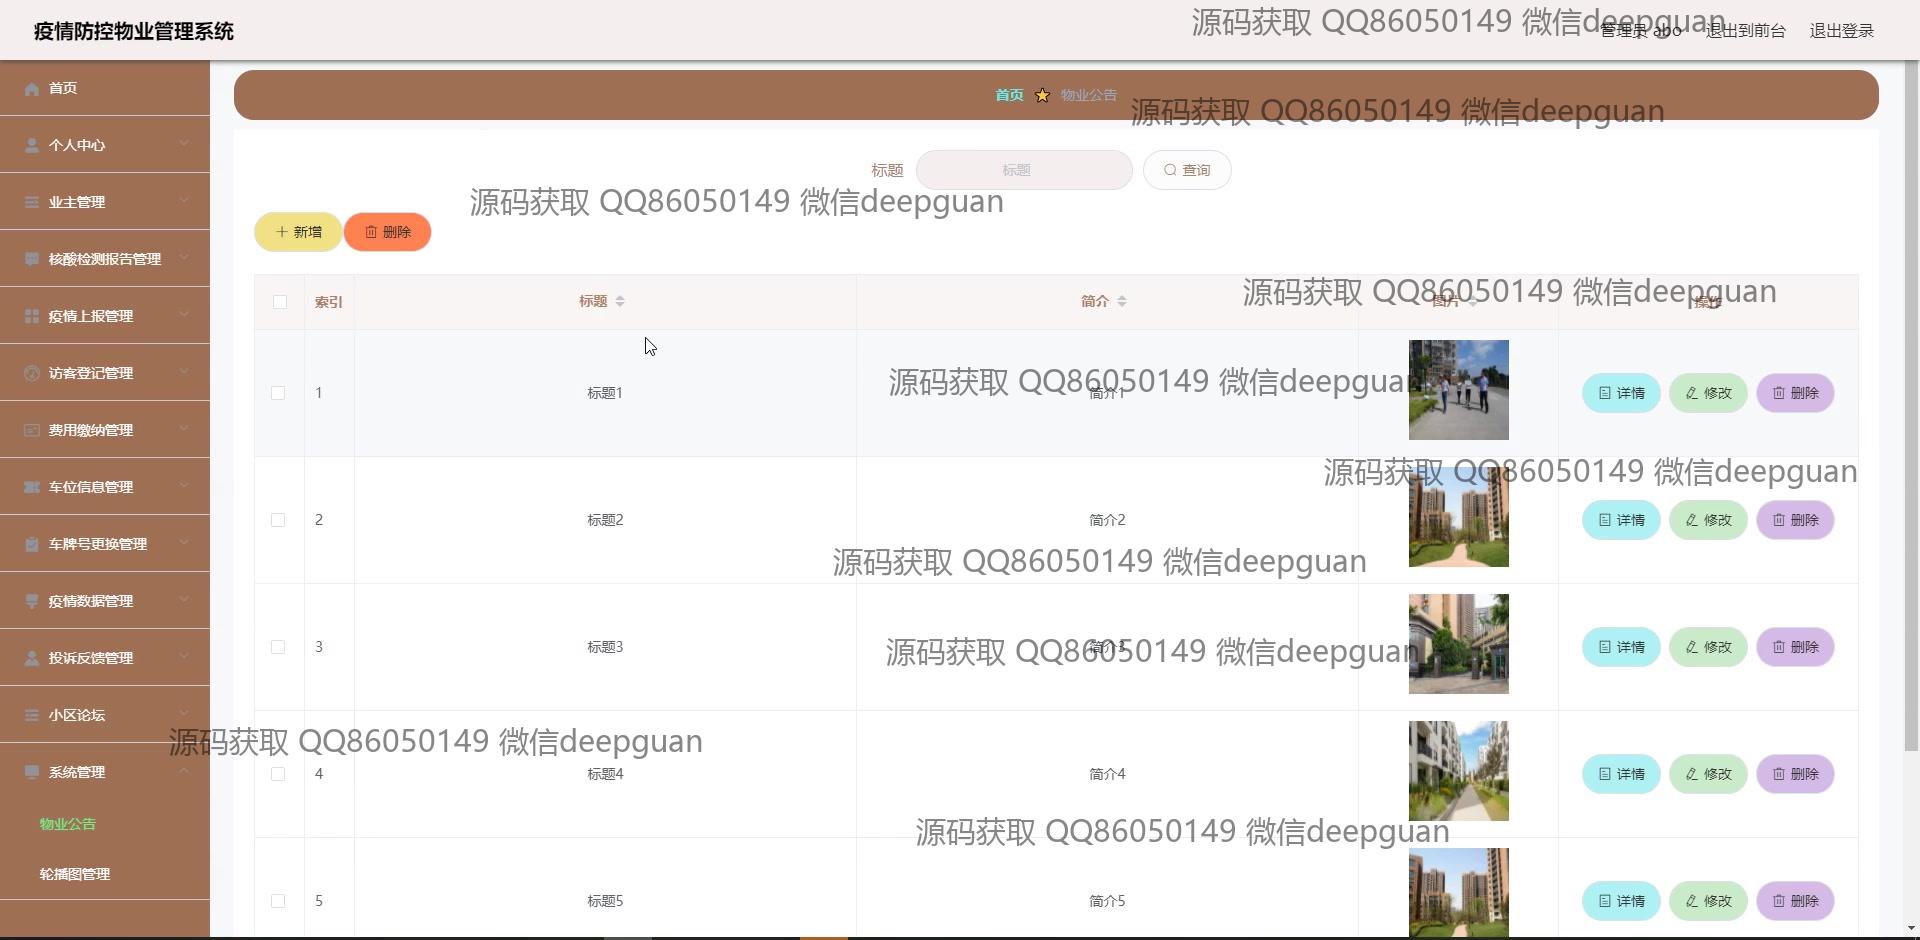 疫情防控物业管理系统
源码获取 QQ86050149 微信deepguan
管理员 abo 退出到前台 退出登录
首页
个人中心
业主管理
核酸检测报告管理
疫情上报管理
访客登记管理
费用缴纳管理
车位信息管理
车牌号更换管理
疫情数据管理
投诉反馈管理
小区论坛
系统管理
物业公告
轮播图管理
首页 物业公告
源码获取 QQ86050149 微信deepguan
标题 标题 查询
源码获取 QQ86050149 微信deepguan
新增 删除
源码获取 QQ86050149 微信deepguan
索引 标题 简介 图片 操作
源码获取 QQ86050149 微信deepguan
1 标题1 简介1 详情 修改 删除
源码获取 QQ86050149 微信deepguan
2 标题2 简介2 详情 修改 删除
源码获取 QQ86050149 微信deepguan
3 标题3 简介3 详情 修改 删除
源码获取 QQ86050149 微信deepguan
源码获取 QQ86050149 微信deepguan
4 标题4 简介4 详情 修改 删除
源码获取 QQ86050149 微信deepguan
5 标题5 简介5 详情 修改 删除